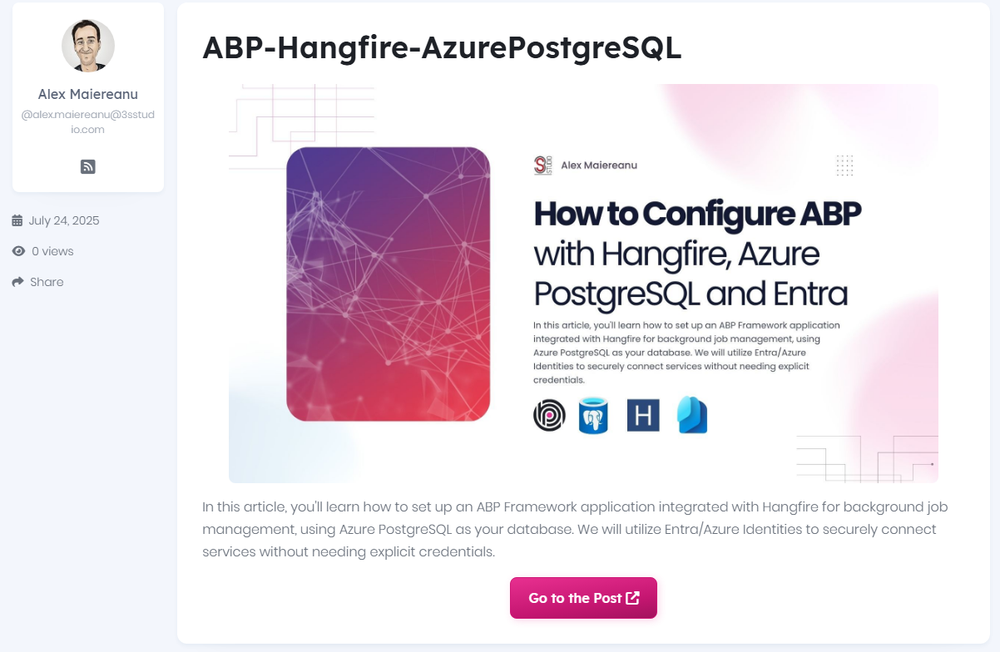 Alex Maiereanu
@alex.maiereanu@3sstud
io.com
July 24, 2025
0 views
Share
ABP-Hangfire-AzurePostgreSQL
3S STUDIO
Alex Maiereanu
How to Configure ABP
with Hangfire, Azure
PostgreSQL and Entra
In this article, you'll learn how to set up an ABP Framework application
integrated with Hangfire for background job management, using
Azure PostgreSQL as your database. We will utilize Entra/Azure
Identities to securely connect services without needing explicit
credentials.
H
In this article, you'll learn how to set up an ABP Framework application integrated with Hangfire for background job
management, using Azure PostgreSQL as your database. We will utilize Entra/Azure Identities to securely connect
services without needing explicit credentials.
Go to the Post